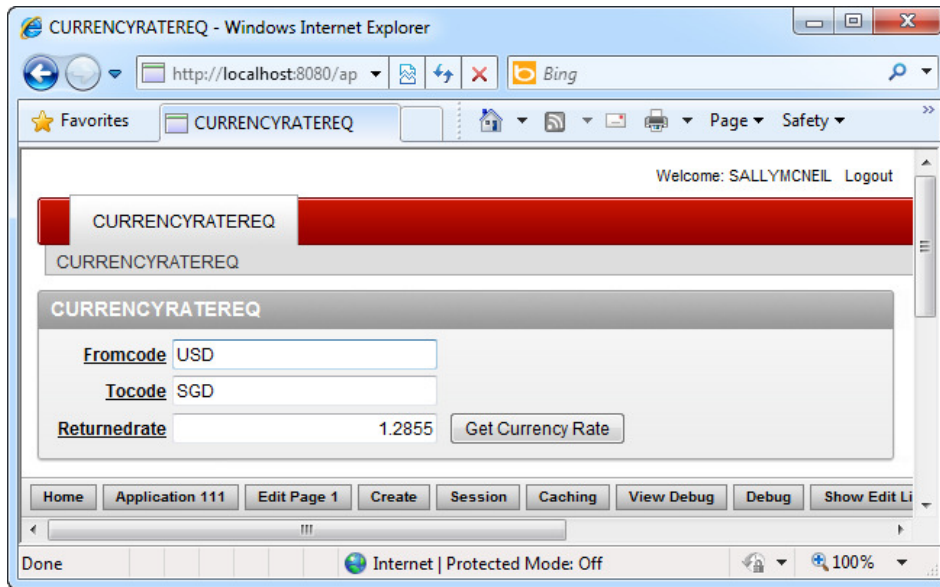 CURRENCYRATEREQ - Windows Internet Explorer
http://localhost:8080/ap Bing
Favorites CURRENCYRATEREQ Page Safety »
Welcome: SALLYMCNEIL Logout
CURRENCYRATEREQ
CURRENCYRATEREQ
CURRENCYRATEREQ
Fromcode USD
Tocode SGD
Returnedrate 1.2855 Get Currency Rate
Home Application 111 Edit Page 1 Create Session Caching View Debug Debug Show Edit Li
Done Internet | Protected Mode: Off 100%